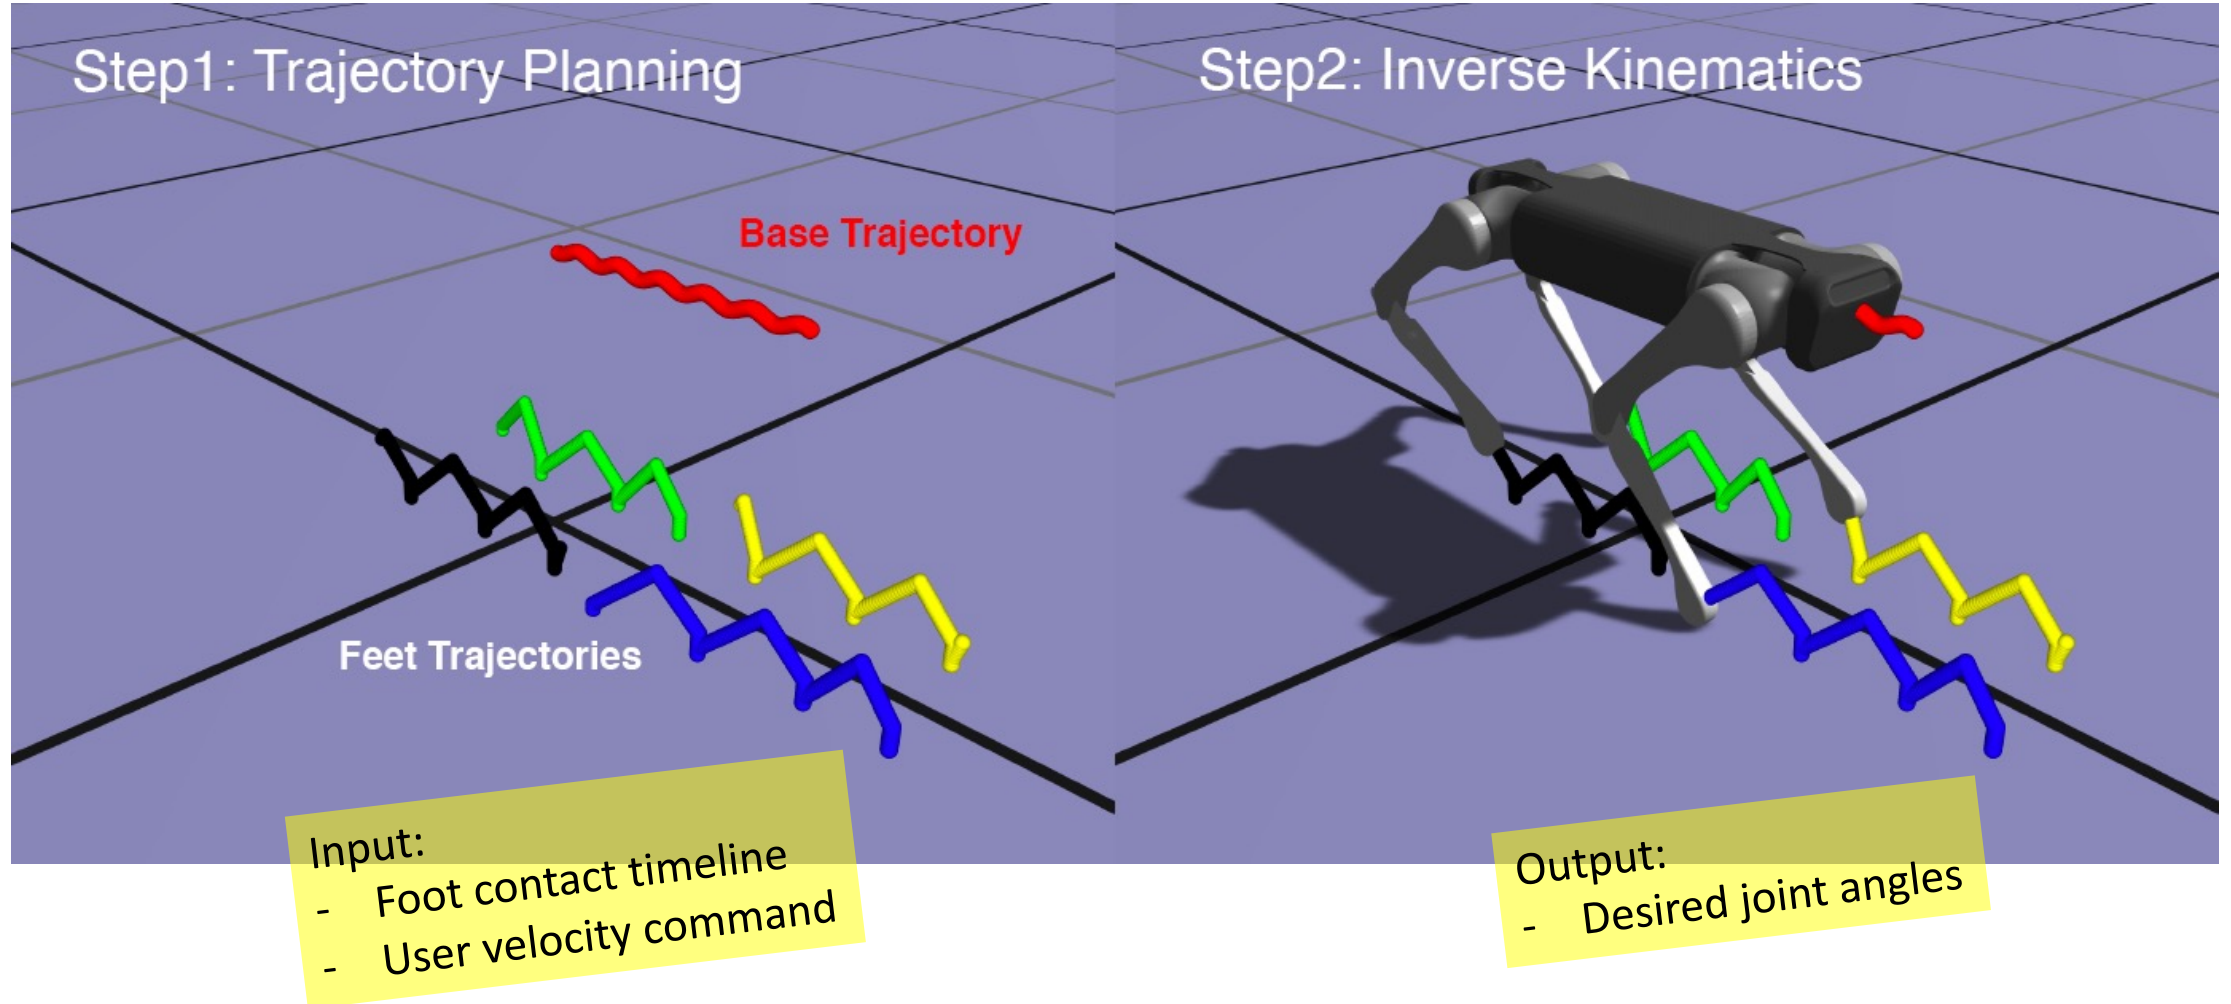 Step1: Trajectory Planning
Base Trajectory
Feet Trajectories
Input:
- Foot contact timeline
- User velocity command
Step2: Inverse Kinematics
Output:
- Desired joint angles